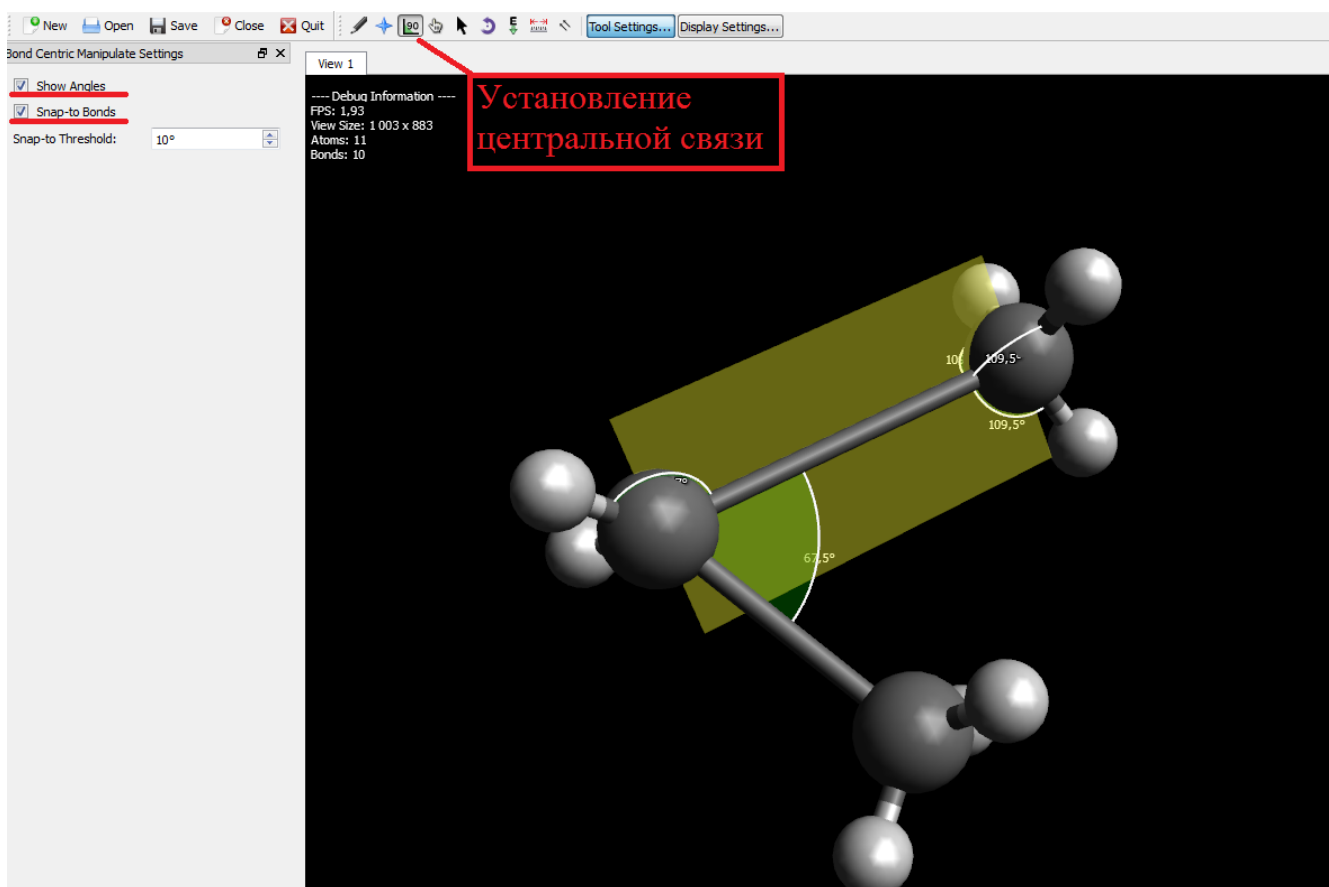 New Open Save Close Quit 90 E Tool Settings... Display Settings...
Bond Centric Manipulate Settings
View 1
Show Angles
Snap-to Bonds
Snap-to Threshold: 10°
---- Debug Information ----
FPS: 1,93
View Size: 1 003 x 883
Atoms: 11
Bonds: 10
Установление
центральной связи
109,5°
109,5°
67,5°